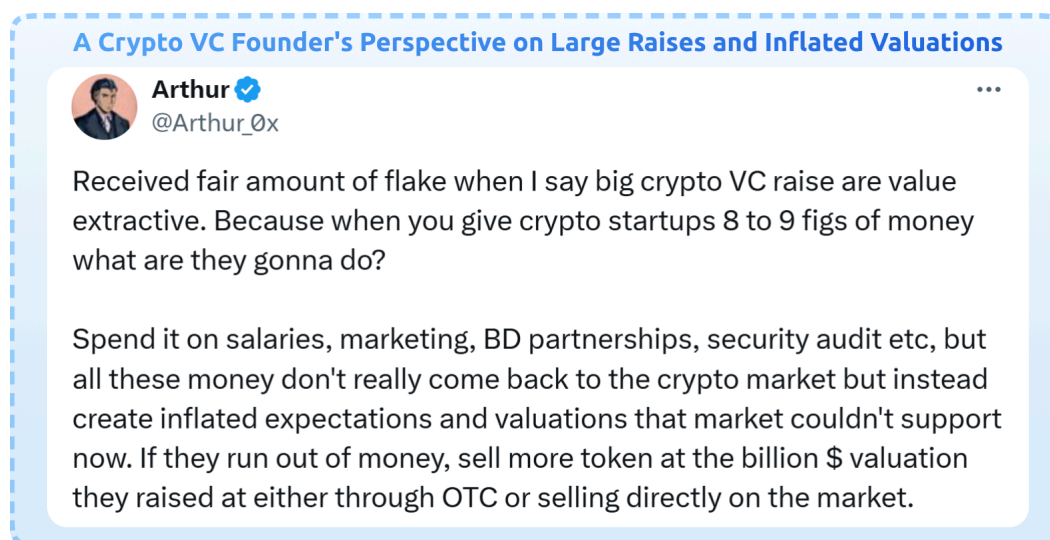 A Crypto VC Founder's Perspective on Large Raises and Inflated Valuations
Arthur
@Arthur_0x
Received fair amount of flake when I say big crypto VC raise are value
extractive. Because when you give crypto startups 8 to 9 figs of money
what are they gonna do?
Spend it on salaries, marketing, BD partnerships, security audit etc, but
all these money don't really come back to the crypto market but instead
create inflated expectations and valuations that market couldn't support
now. If they run out of money, sell more token at the billion $ valuation
they raised at either through OTC or selling directly on the market.